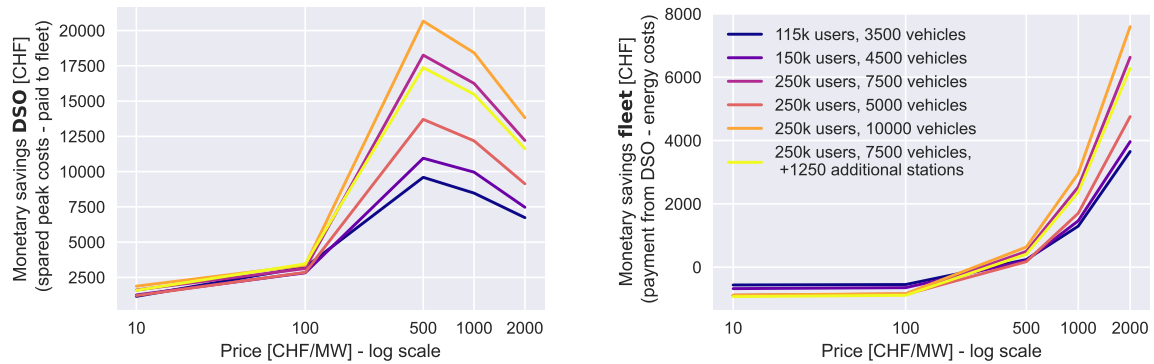 Monetary savings DSO [CHF]
(spared peak costs - paid to fleet)
20000
17500
15000
12500
10000
7500
5000
2500
10
100
500
1000
2000
Price [CHF/MW] - log scale
Monetary savings fleet [CHF]
(payment from DSO - energy costs)
8000
6000
4000
2000
0
115k users, 3500 vehicles
150k users, 4500 vehicles
250k users, 7500 vehicles
250k users, 5000 vehicles
250k users, 10000 vehicles
250k users, 7500 vehicles,
+1250 additional stations
10
100
500
1000
2000
Price [CHF/MW] - log scale